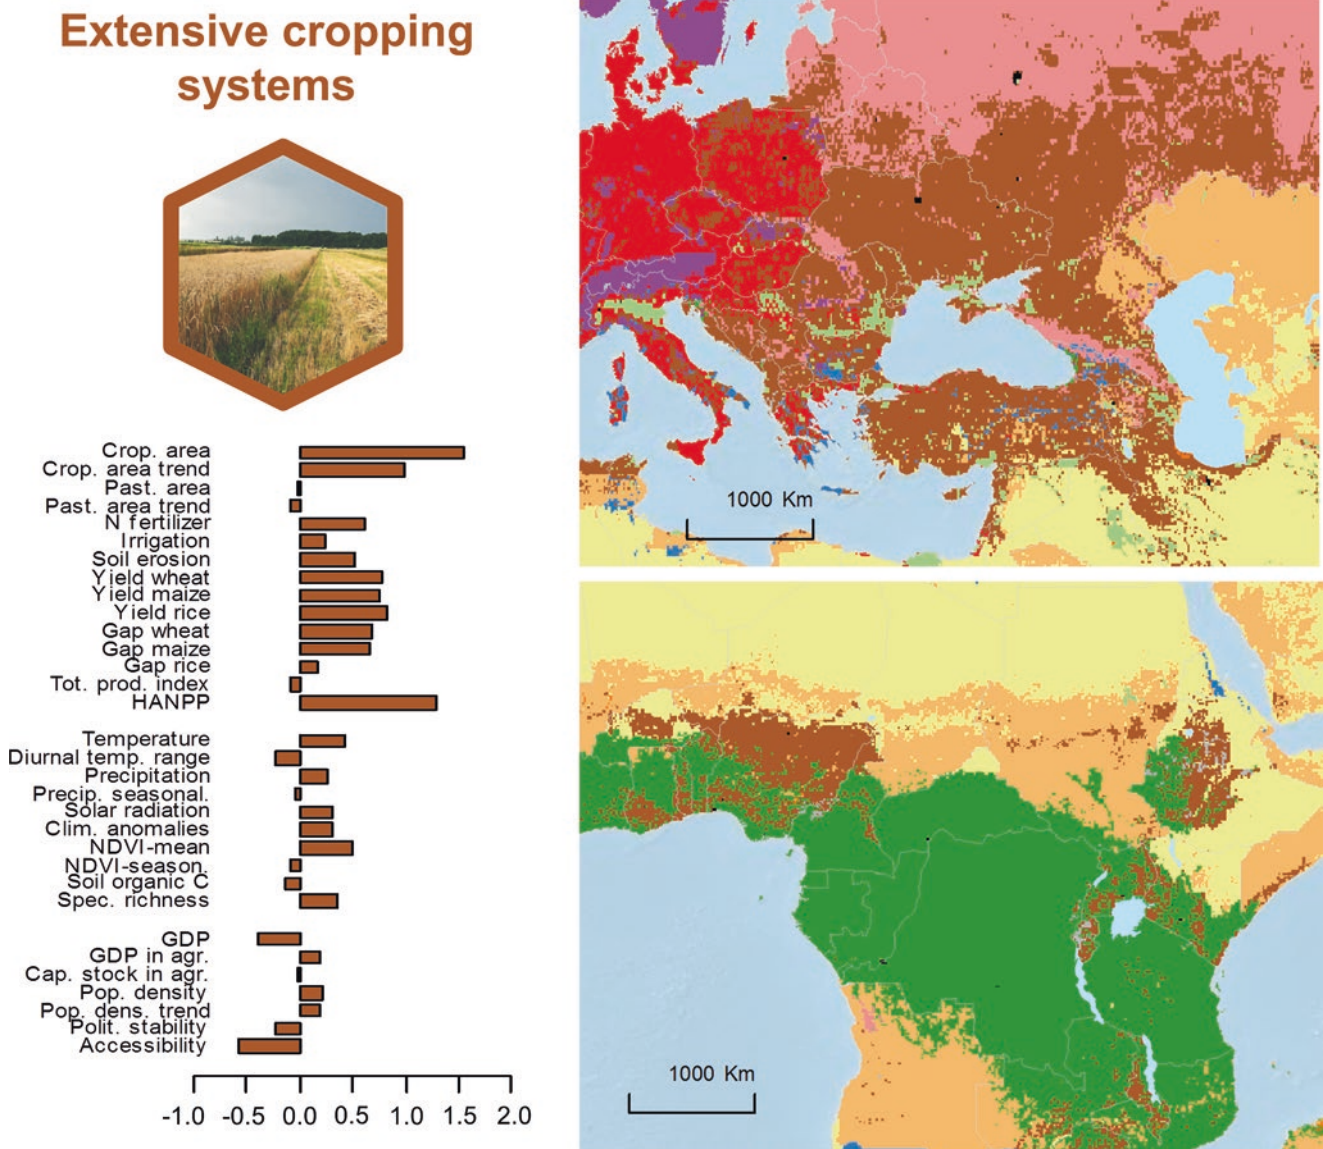 Extensive cropping
systems
Crop. area
Crop. area trend
Past. area
Past. area trend
N fertilizer
Irrigation
Soil erosion
Yield wheat
Yield maize
Yield rice
Gap wheat
Gap maize
Gap rice
Tot. prod. index
HANPP
Temperature
Diurnal temp. range
Precipitation
Precip. seasonal.
Solar radiation
Clim. anomalies
NDVI-mean
NDVI-season.
Soil organic C
Spec. richness
GDP
GDP in agr.
Cap. stock in agr.
Pop. density
Pop. dens. trend
Polit. stability
Accessibility
-1.0 -0.5 0.0 0.5 1.0 1.5 2.0
1000 Km
1000 Km